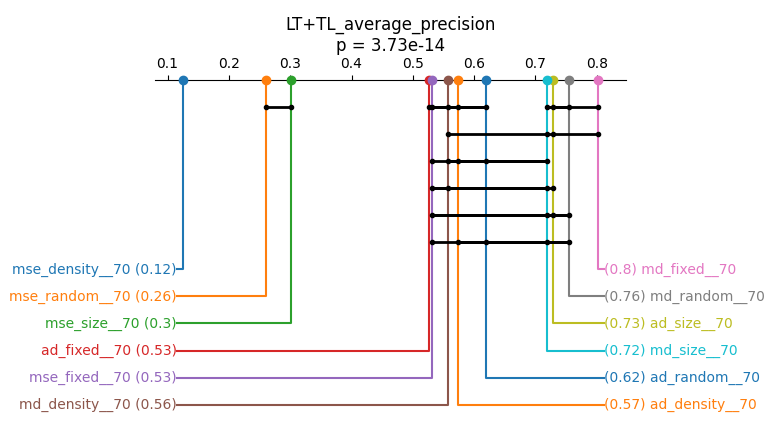 LT+TL_average_precision
p = 3.73e-14
0.1 0.2 0.3 0.4 0.5 0.6 0.7 0.8
mse_density__70 (0.12) (0.8) md_fixed__70
mse_random__70 (0.26) (0.76) md_random__70
mse_size__70 (0.3) (0.73) ad_size__70
ad_fixed__70 (0.53) (0.72) md_size__70
mse_fixed__70 (0.53) (0.62) ad_random__70
md_density__70 (0.56) (0.57) ad_density__70